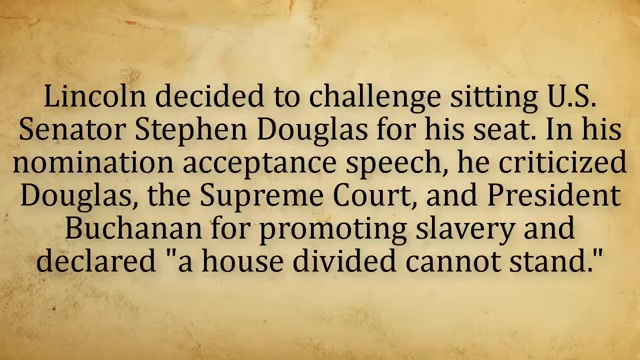 Lincoln decided to challenge sitting U.S.
Senator Stephen Douglas for his seat. In his
nomination acceptance speech, he criticized
Douglas, the Supreme Court, and President
Buchanan for promoting slavery and
declared "a house divided cannot stand."